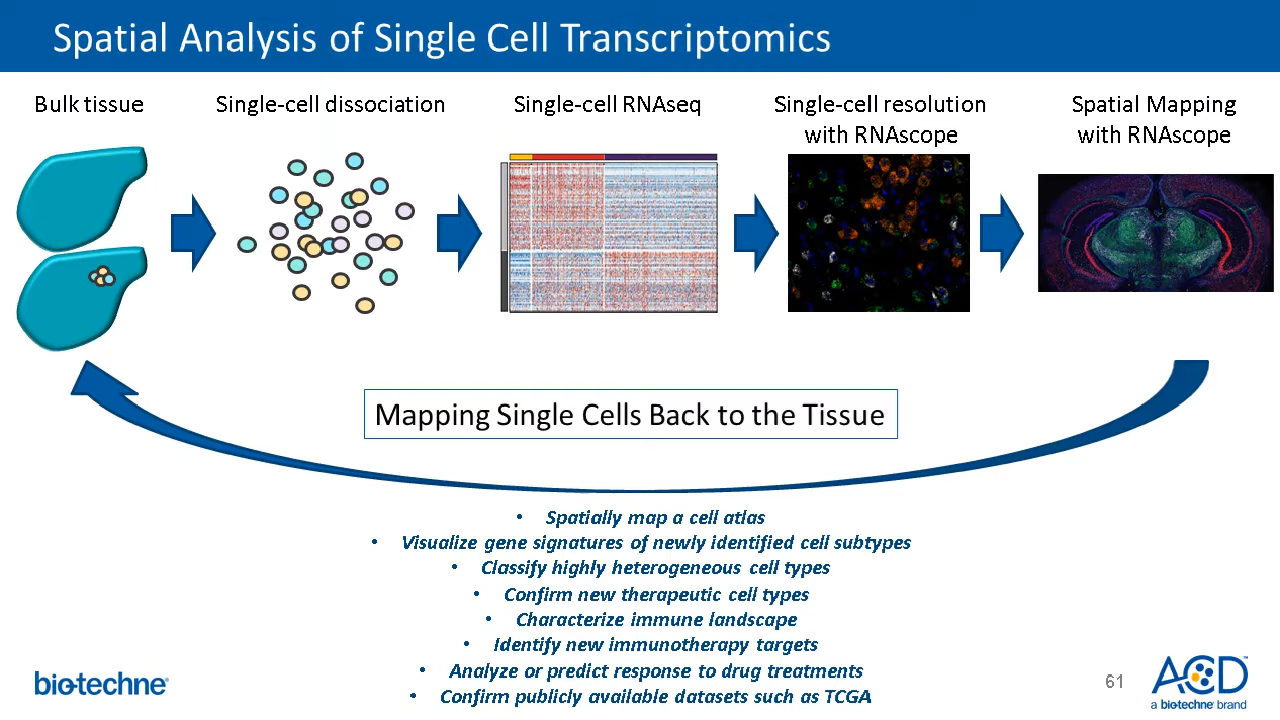 Spatial Analysis of Single Cell Transcriptomics
Bulk tissue
Single-cell dissociation
Single-cell RNAseq
Single-cell resolution
with RNAscope
Spatial Mapping
with RNAscope
Mapping Single Cells Back to the Tissue
• Spatially map a cell atlas
• Visualize gene signatures of newly identified cell subtypes
• Classify highly heterogeneous cell types
• Confirm new therapeutic cell types
• Characterize immune landscape
• Identify new immunotherapy targets
• Analyze or predict response to drug treatments
• Confirm publicly available datasets such as TCGA
bio-techne®
61
ACD™
a biotechne® brand